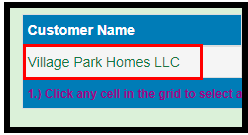 Customer Name
Village Park Homes LLC
1.) Click any cell in the grid to select a